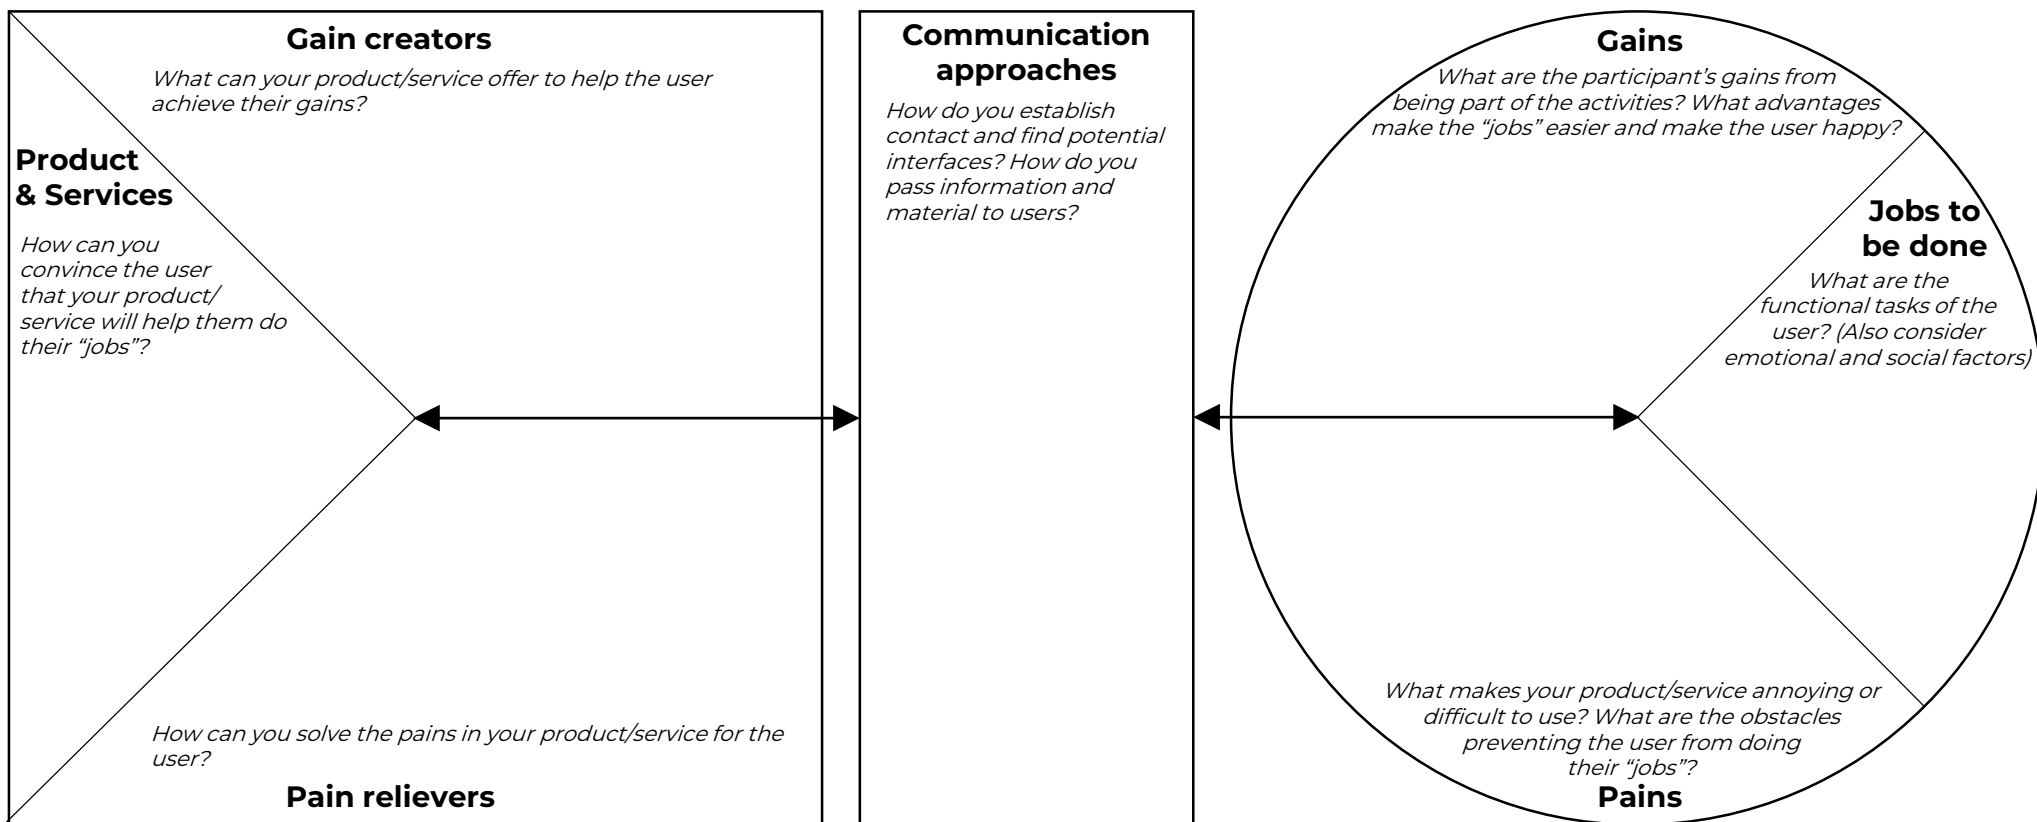 Gain creators
What can your product/service offer to help the user
achieve their gains?
Product
& Services
How can you
convince the user
that your product/
service will help them do
their “jobs”?
How can you solve the pains in your product/service for the
user?
Pain relievers
Communication
approaches
How do you establish
contact and find potential
interfaces? How do you
pass information and
material to users?
Gains
What are the participant’s gains from
being part of the activities? What advantages
make the “jobs” easier and make the user happy?
Jobs to
be done
What are the
functional tasks of the
user? (Also consider
emotional and social factors)
What makes your product/service annoying or
difficult to use? What are the obstacles
preventing the user from doing
their “jobs”?
Pains